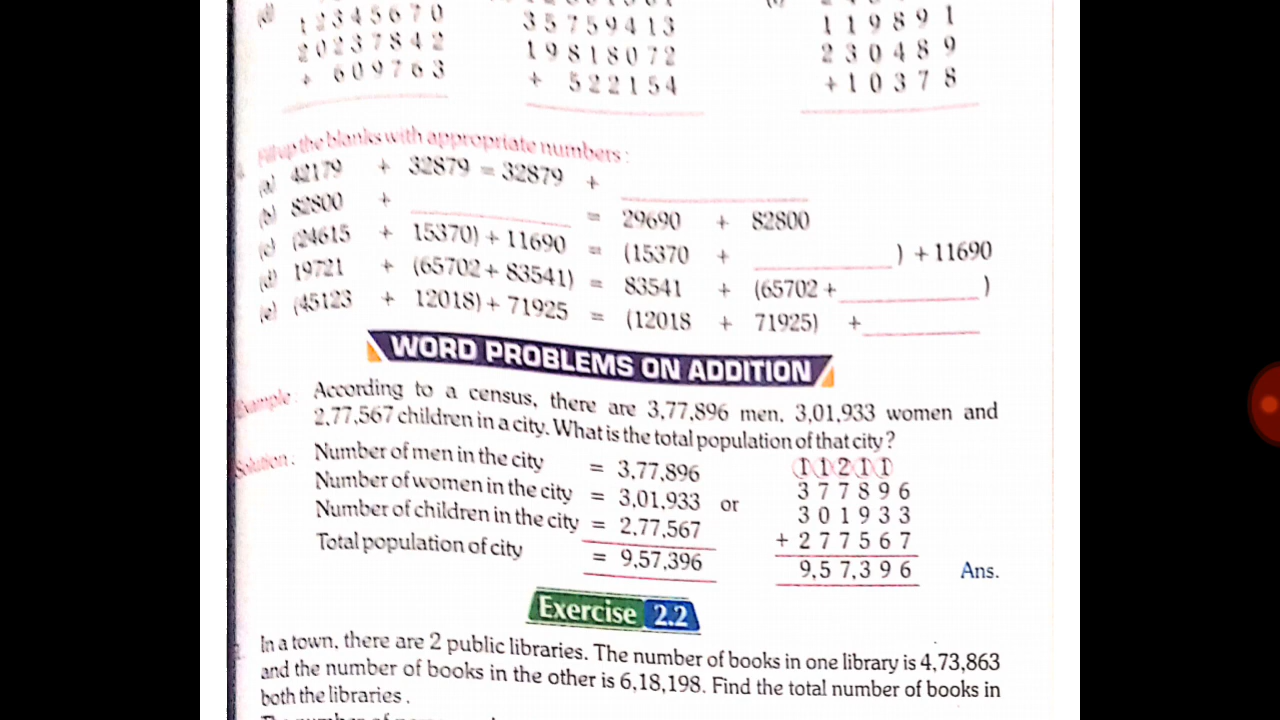 (d) 1 2 3 4 5 6 7 0
2 0 2 3 7 8 4 2
+ 6 0 9 7 6 3
3 5 7 5 9 4 1 3
1 9 8 1 8 0 7 2
+ 5 2 2 1 5 4
1 1 9 8 9 1
2 3 0 4 8 9
+ 1 0 3 7 8
Fill up the blanks with appropriate numbers :
(a) 42179 + 32879 = 32879 + ________
(b) 82800 + ________ = 29690 + 82800
(c) (24615 + 15370) + 11690 = (15370 + ________ ) + 11690
(d) 19721 + (65702 + 83541) = 83541 + (65702 + ________ )
(e) (45123 + 12018) + 71925 = (12018 + 71925) + ________
WORD PROBLEMS ON ADDITION
Example : According to a census, there are 3,77,896 men, 3,01,933 women and
2,77,567 children in a city. What is the total population of that city ?
Solution : Number of men in the city = 3,77,896
Number of women in the city = 3,01,933 or
Number of children in the city = 2,77,567
Total population of city = 9,57,396
1 1 2 1 1
3 7 7 8 9 6
3 0 1 9 3 3
+ 2 7 7 5 6 7
9,5 7,3 9 6 Ans.
Exercise 2.2
In a town, there are 2 public libraries. The number of books in one library is 4,73,863
and the number of books in the other is 6,18,198. Find the total number of books in
both the libraries .